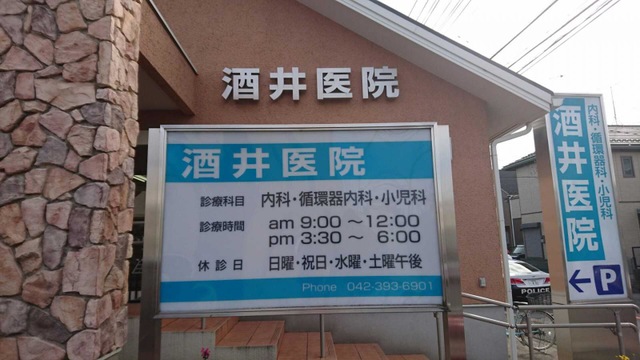 酒井医院
酒井医院
診療科目 内科・循環器内科・小児科
診療時間 am 9:00～12:00
pm 3:30～ 6:00
休診日 日曜・祝日・水曜・土曜午後
Phone 042-393-6901
内科・循環器科・小児科
酒井医院
←P
POLICE